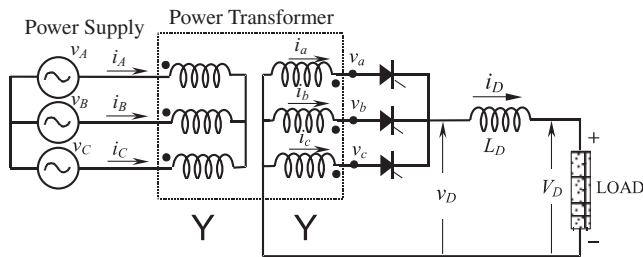 Power Supply
Power Transformer
v_A i_A i_a v_a
v_B i_B i_b v_b i_D
v_C i_C i_c v_c L_D
+
v_D V_D LOAD
Y Y
−